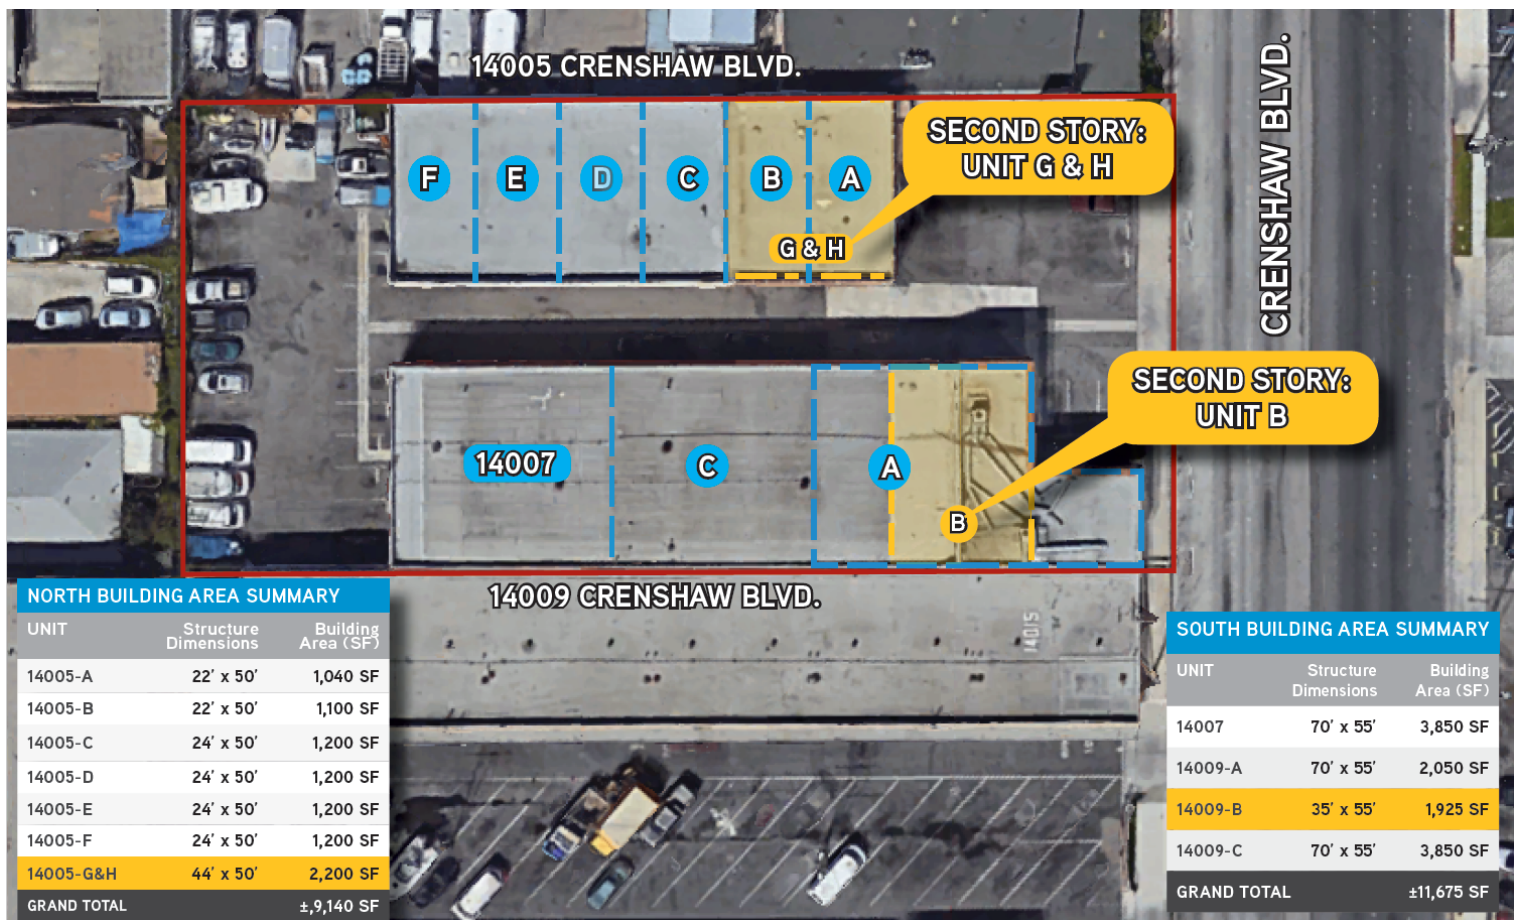 14005 CRENSHAW BLVD.
CRENSHAW BLVD.
SECOND STORY:
UNIT G & H
F
E
D
C
B
A
G & H
SECOND STORY:
UNIT B
14007
C
A
B
14009 CRENSHAW BLVD.
14015
NORTH BUILDING AREA SUMMARY
UNIT Structure Dimensions Building Area (SF)
14005-A 22' x 50' 1,040 SF
14005-B 22' x 50' 1,100 SF
14005-C 24' x 50' 1,200 SF
14005-D 24' x 50' 1,200 SF
14005-E 24' x 50' 1,200 SF
14005-F 24' x 50' 1,200 SF
14005-G&H 44' x 50' 2,200 SF
GRAND TOTAL ±,9,140 SF
SOUTH BUILDING AREA SUMMARY
UNIT Structure Dimensions Building Area (SF)
14007 70' x 55' 3,850 SF
14009-A 70' x 55' 2,050 SF
14009-B 35' x 55' 1,925 SF
14009-C 70' x 55' 3,850 SF
GRAND TOTAL ±11,675 SF